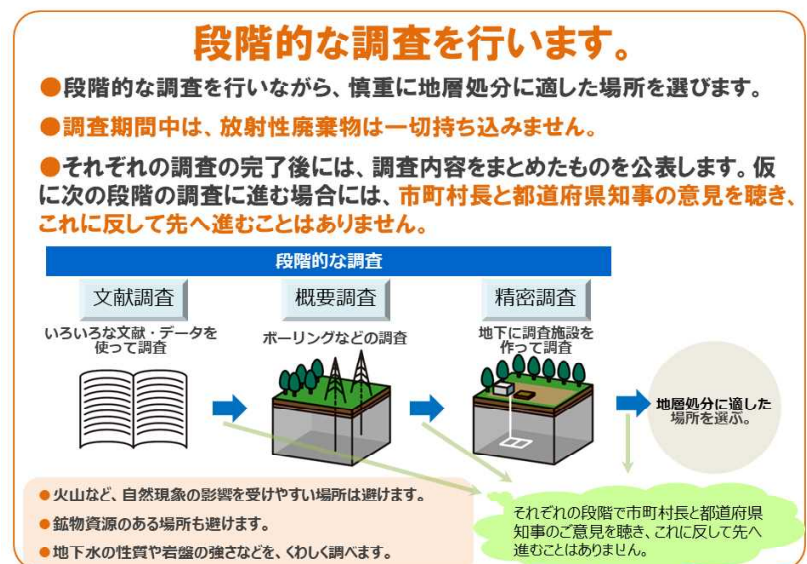 段階的な調査を行います。
●段階的な調査を行いながら、慎重に地層処分に適した場所を選びます。
●調査期間中は、放射性廃棄物は一切持ち込みません。
●それぞれの調査の完了後には、調査内容をまとめたものを公表します。仮
に次の段階の調査に進む場合には、市町村長と都道府県知事の意見を聴き、
これに反して先へ進むことはありません。
段階的な調査
文献調査
いろいろな文献・データを
使って調査
概要調査
ボーリングなどの調査
精密調査
地下に調査施設を
作って調査
地層処分に適した
場所を選ぶ。
●火山など、自然現象の影響を受けやすい場所は避けます。
●鉱物資源のある場所も避けます。
●地下水の性質や岩盤の強さなどを、くわしく調べます。
それぞれの段階で市町村長と都道府県
知事のご意見を聴き、これに反して先へ
進むことはありません。